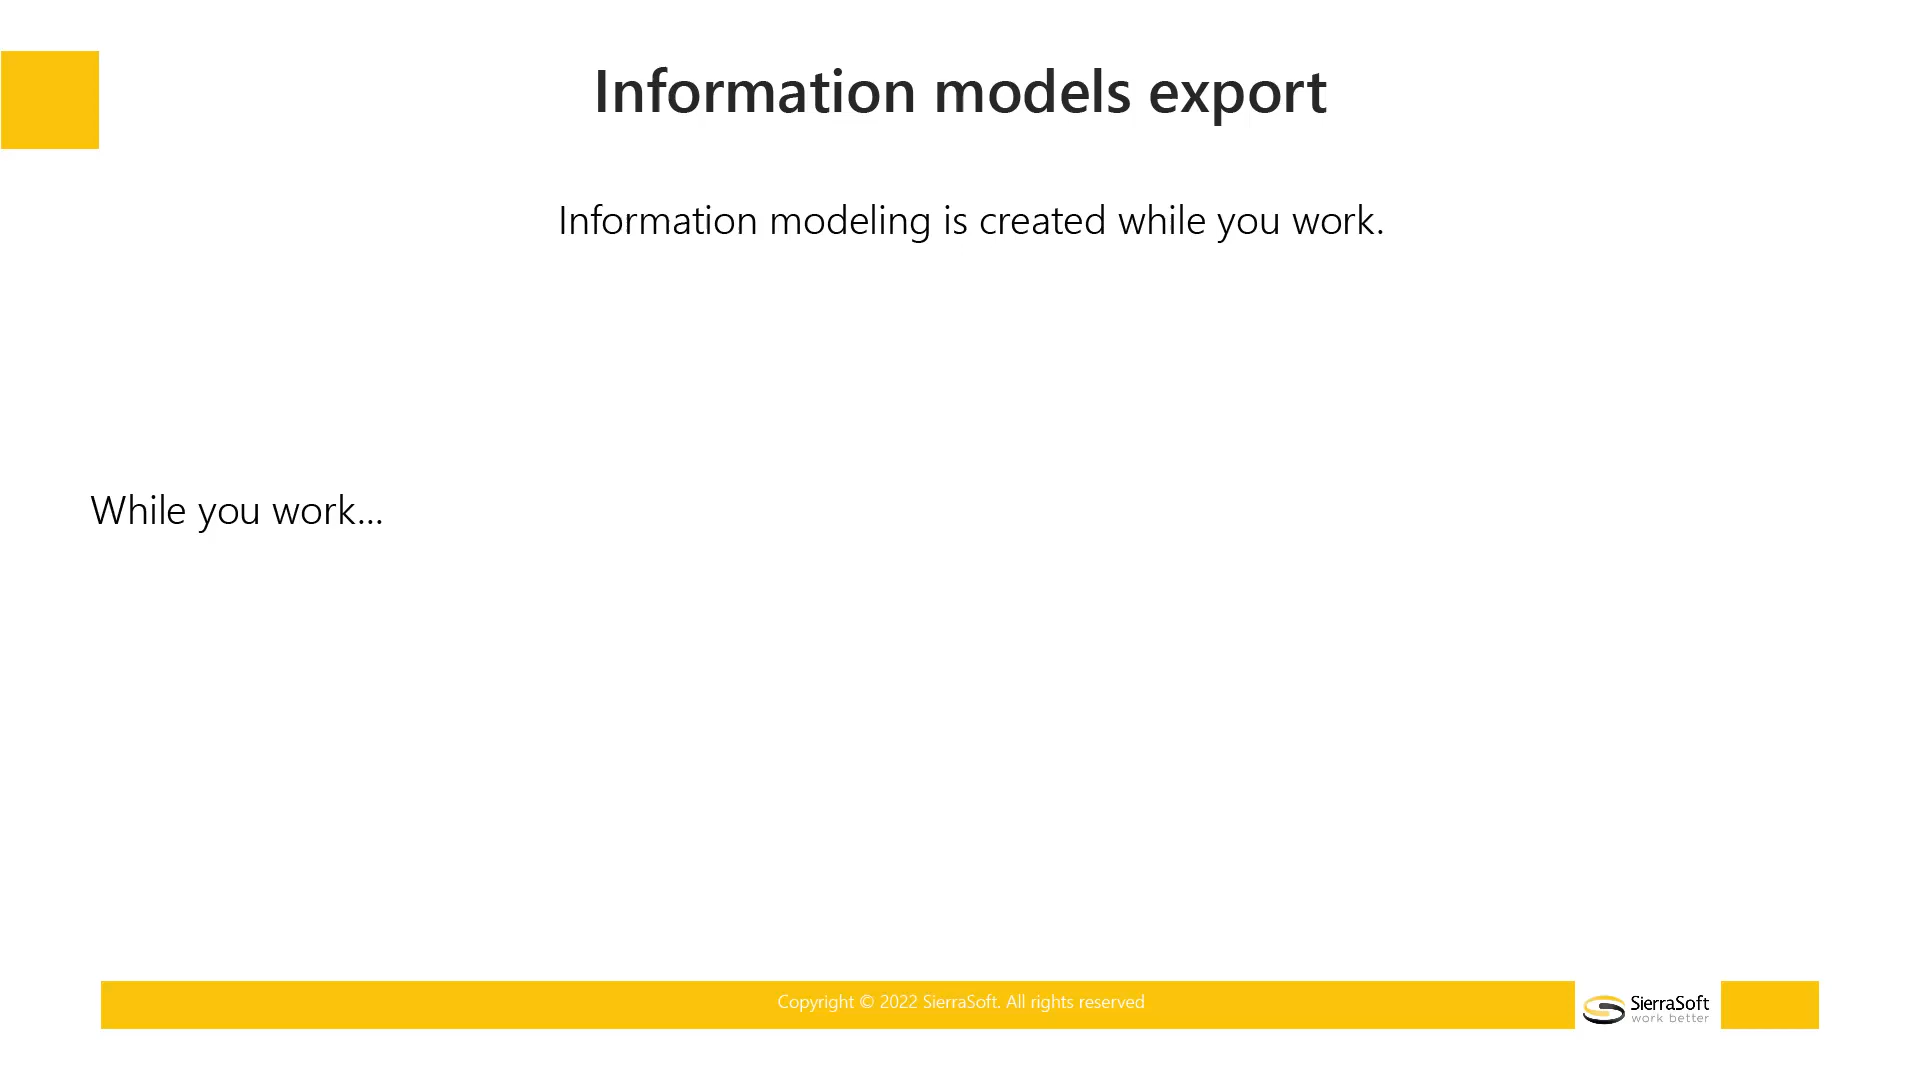 Information models export
Information modeling is created while you work.
While you work...
Copyright © 2022 SierraSoft. All rights reserved
SierraSoft
work better